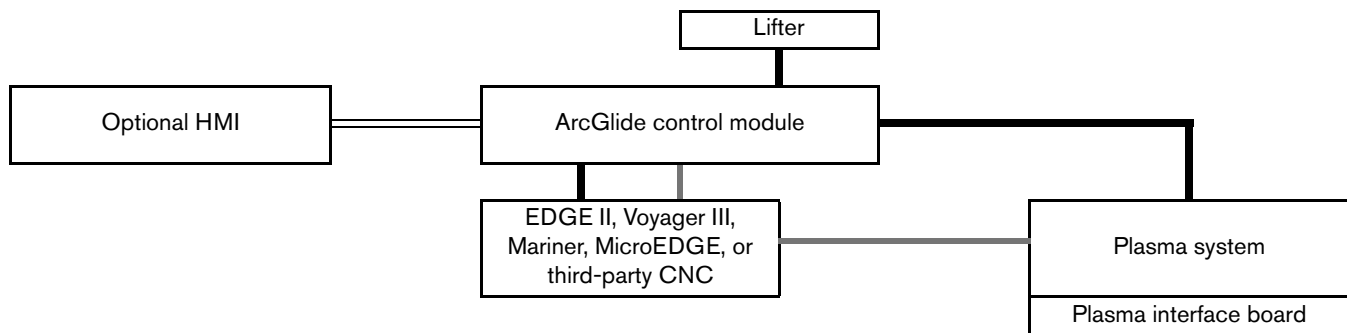 Lifter
Optional HMI
ArcGlide control module
EDGE II, Voyager III,
Mariner, MicroEDGE, or
third-party CNC
Plasma system
Plasma interface board